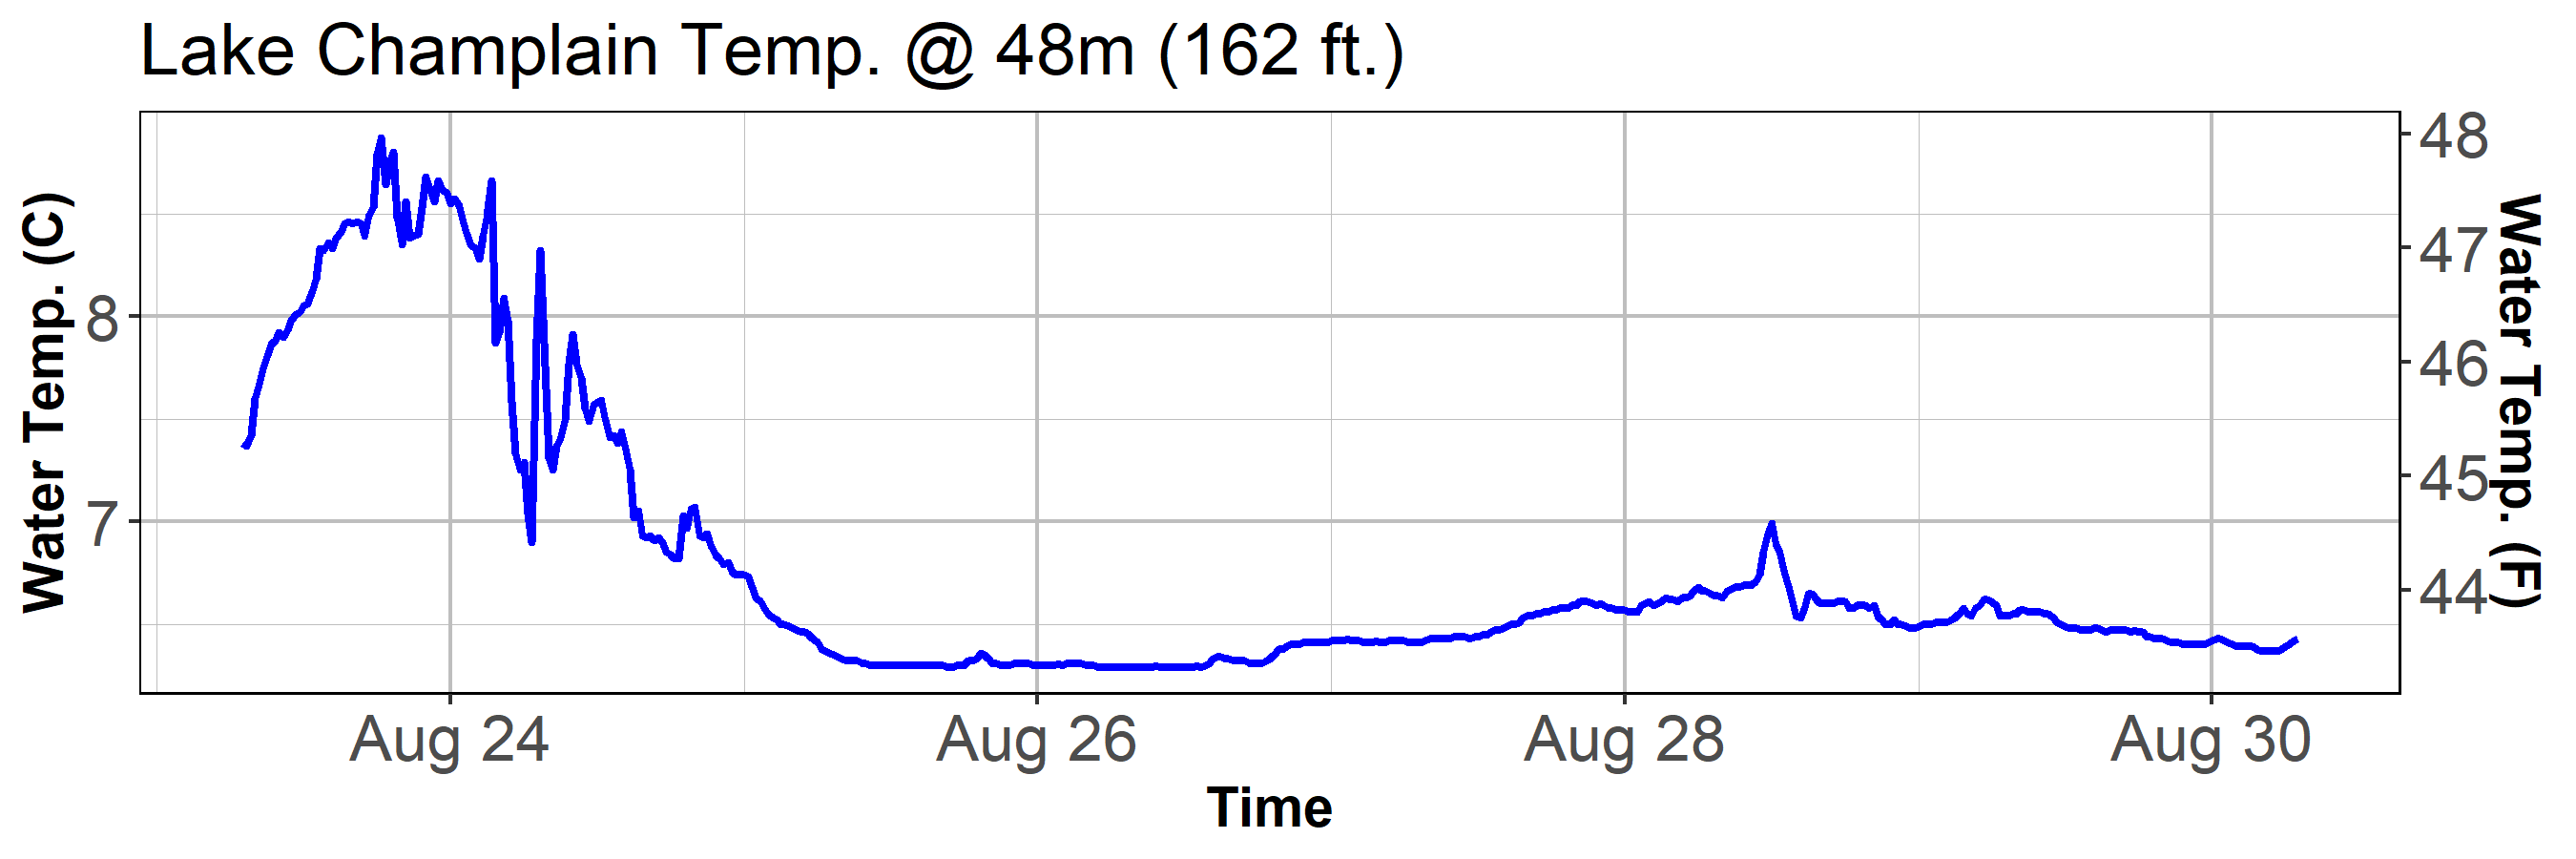 Lake Champlain Temp. @ 48m (162 ft.)
Water Temp. (C)
8
7
48
47
46
45
44
Water Temp. (F)
Aug 24
Aug 26
Aug 28
Aug 30
Time